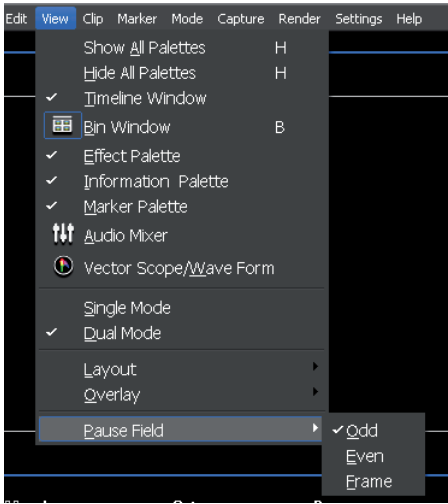 Edit View Clip Marker Mode Capture Render Settings Help
Show All Palettes H
Hide All Palettes H
Timeline Window
Bin Window B
Effect Palette
Information Palette
Marker Palette
Audio Mixer
Vector Scope/Wave Form
Single Mode
Dual Mode
Layout
Overlay
Pause Field
Odd
Even
Frame